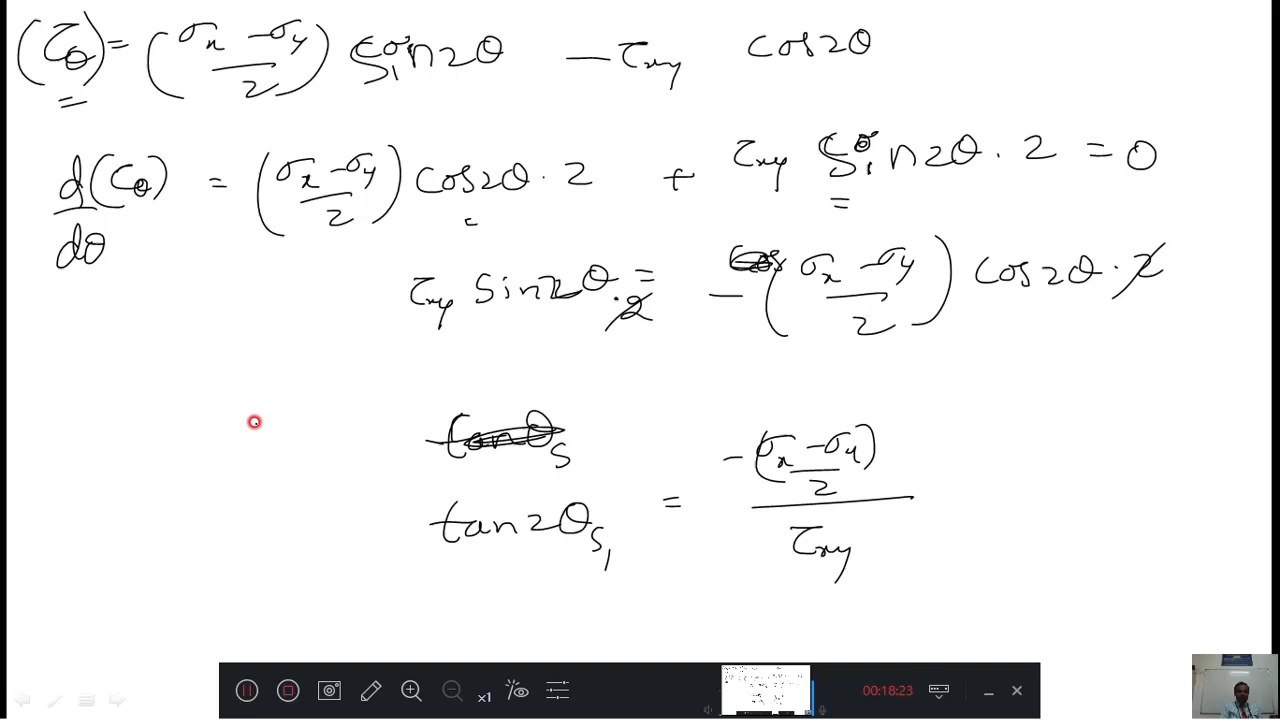 (τθ) = (σx - σy / 2) sin2θ - τxy cos2θ
d/dθ (τθ) = (σx - σy / 2) cos2θ · 2 + τxy sin2θ · 2 = 0
τxy sin2θ · 2 = - (σx - σy / 2) cos2θ · 2
tanθs
tan2θs1 = -(σx - σy / 2) / τxy
x1
00:18:23